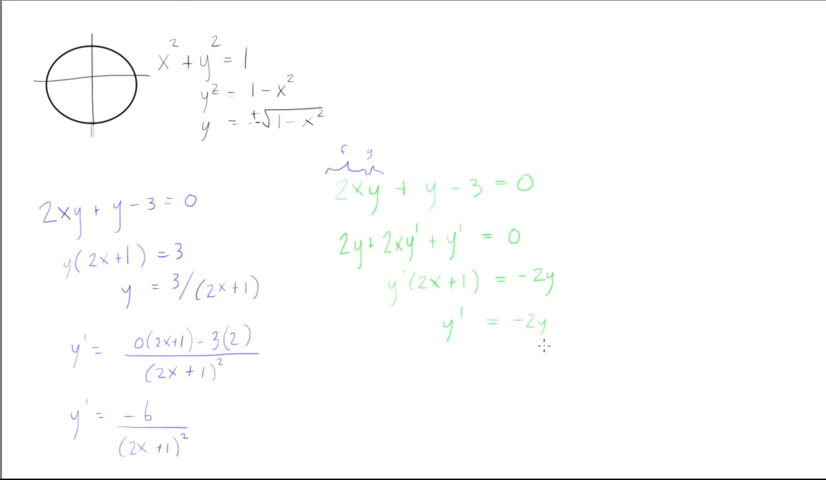 x² + y² = 1
y² = 1 - x²
y = ±√(1 - x²)
2xy + y - 3 = 0
y(2x+1) = 3
y = 3/(2x+1)
y' = (0(2x+1) - 3(2))/(2x+1)²
y' = -6/(2x+1)²
f g
2xy + y - 3 = 0
2y + 2xy' + y' = 0
y'(2x+1) = -2y
y' = -2y